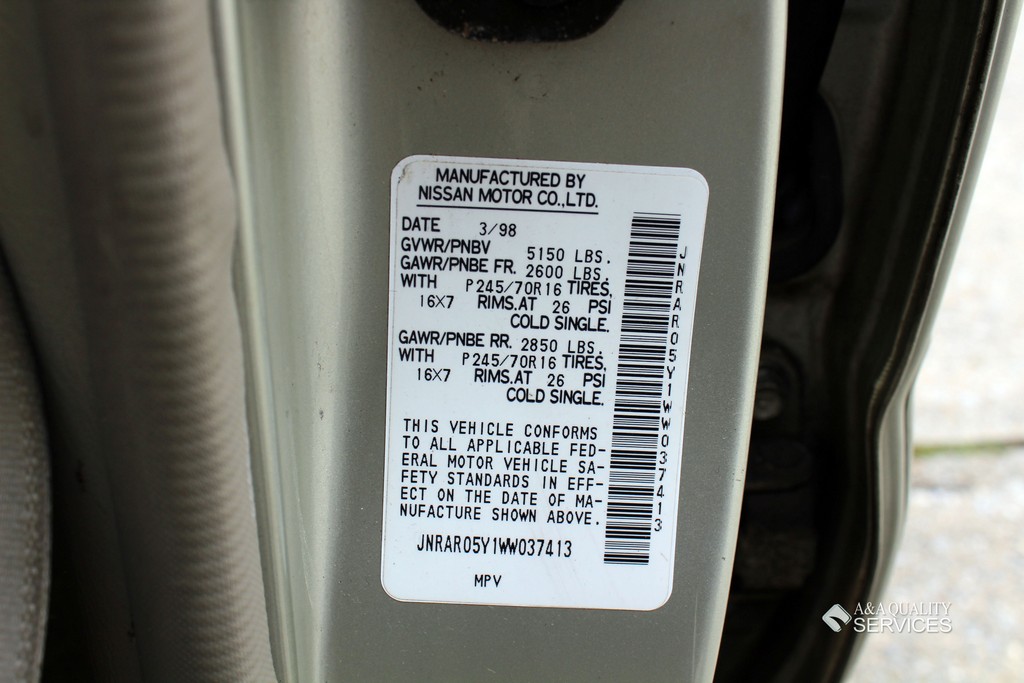 MANUFACTURED BY
NISSAN MOTOR CO.,LTD.
DATE 3/98
GVWR/PNBV 5150 LBS.
GAWR/PNBE FR. 2600 LBS.
WITH P245/70R16 TIRES,
16X7 RIMS.AT 26 PSI
COLD SINGLE.
GAWR/PNBE RR. 2850 LBS.
WITH P245/70R16 TIRES,
16X7 RIMS.AT 26 PSI
COLD SINGLE.
THIS VEHICLE CONFORMS
TO ALL APPLICABLE FED-
ERAL MOTOR VEHICLE SA-
FETY STANDARDS IN EFF-
ECT ON THE DATE OF MA-
NUFACTURE SHOWN ABOVE.
JNRAR05Y1WW037413
MPV
JNRAR05Y1WW037413
A&A QUALITY
SERVICES